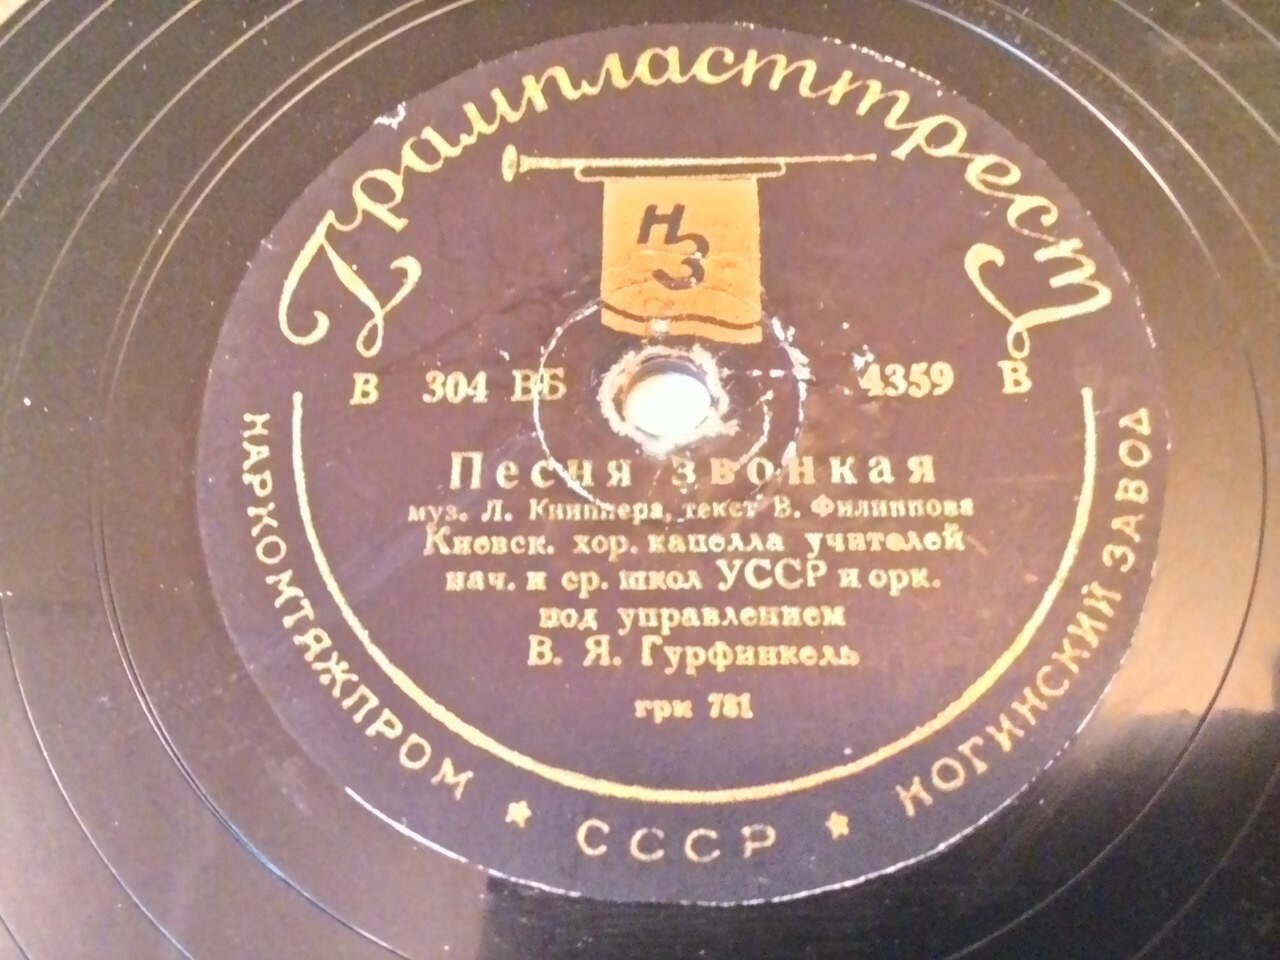 Грампласттрест
НЗ
В 304 ВБ 4359 В
Песня звонкая
муз. Л. Книппера, текст В. Филиппова
Киевск. хор. капелла учителей
нач. и ср. школ УССР и орк.
под управлением
В. Я. Гурфинкель
грк 781
НАРКОМТЯЖПРОМ ★ СССР ★ НОГИНСКИЙ ЗАВОД